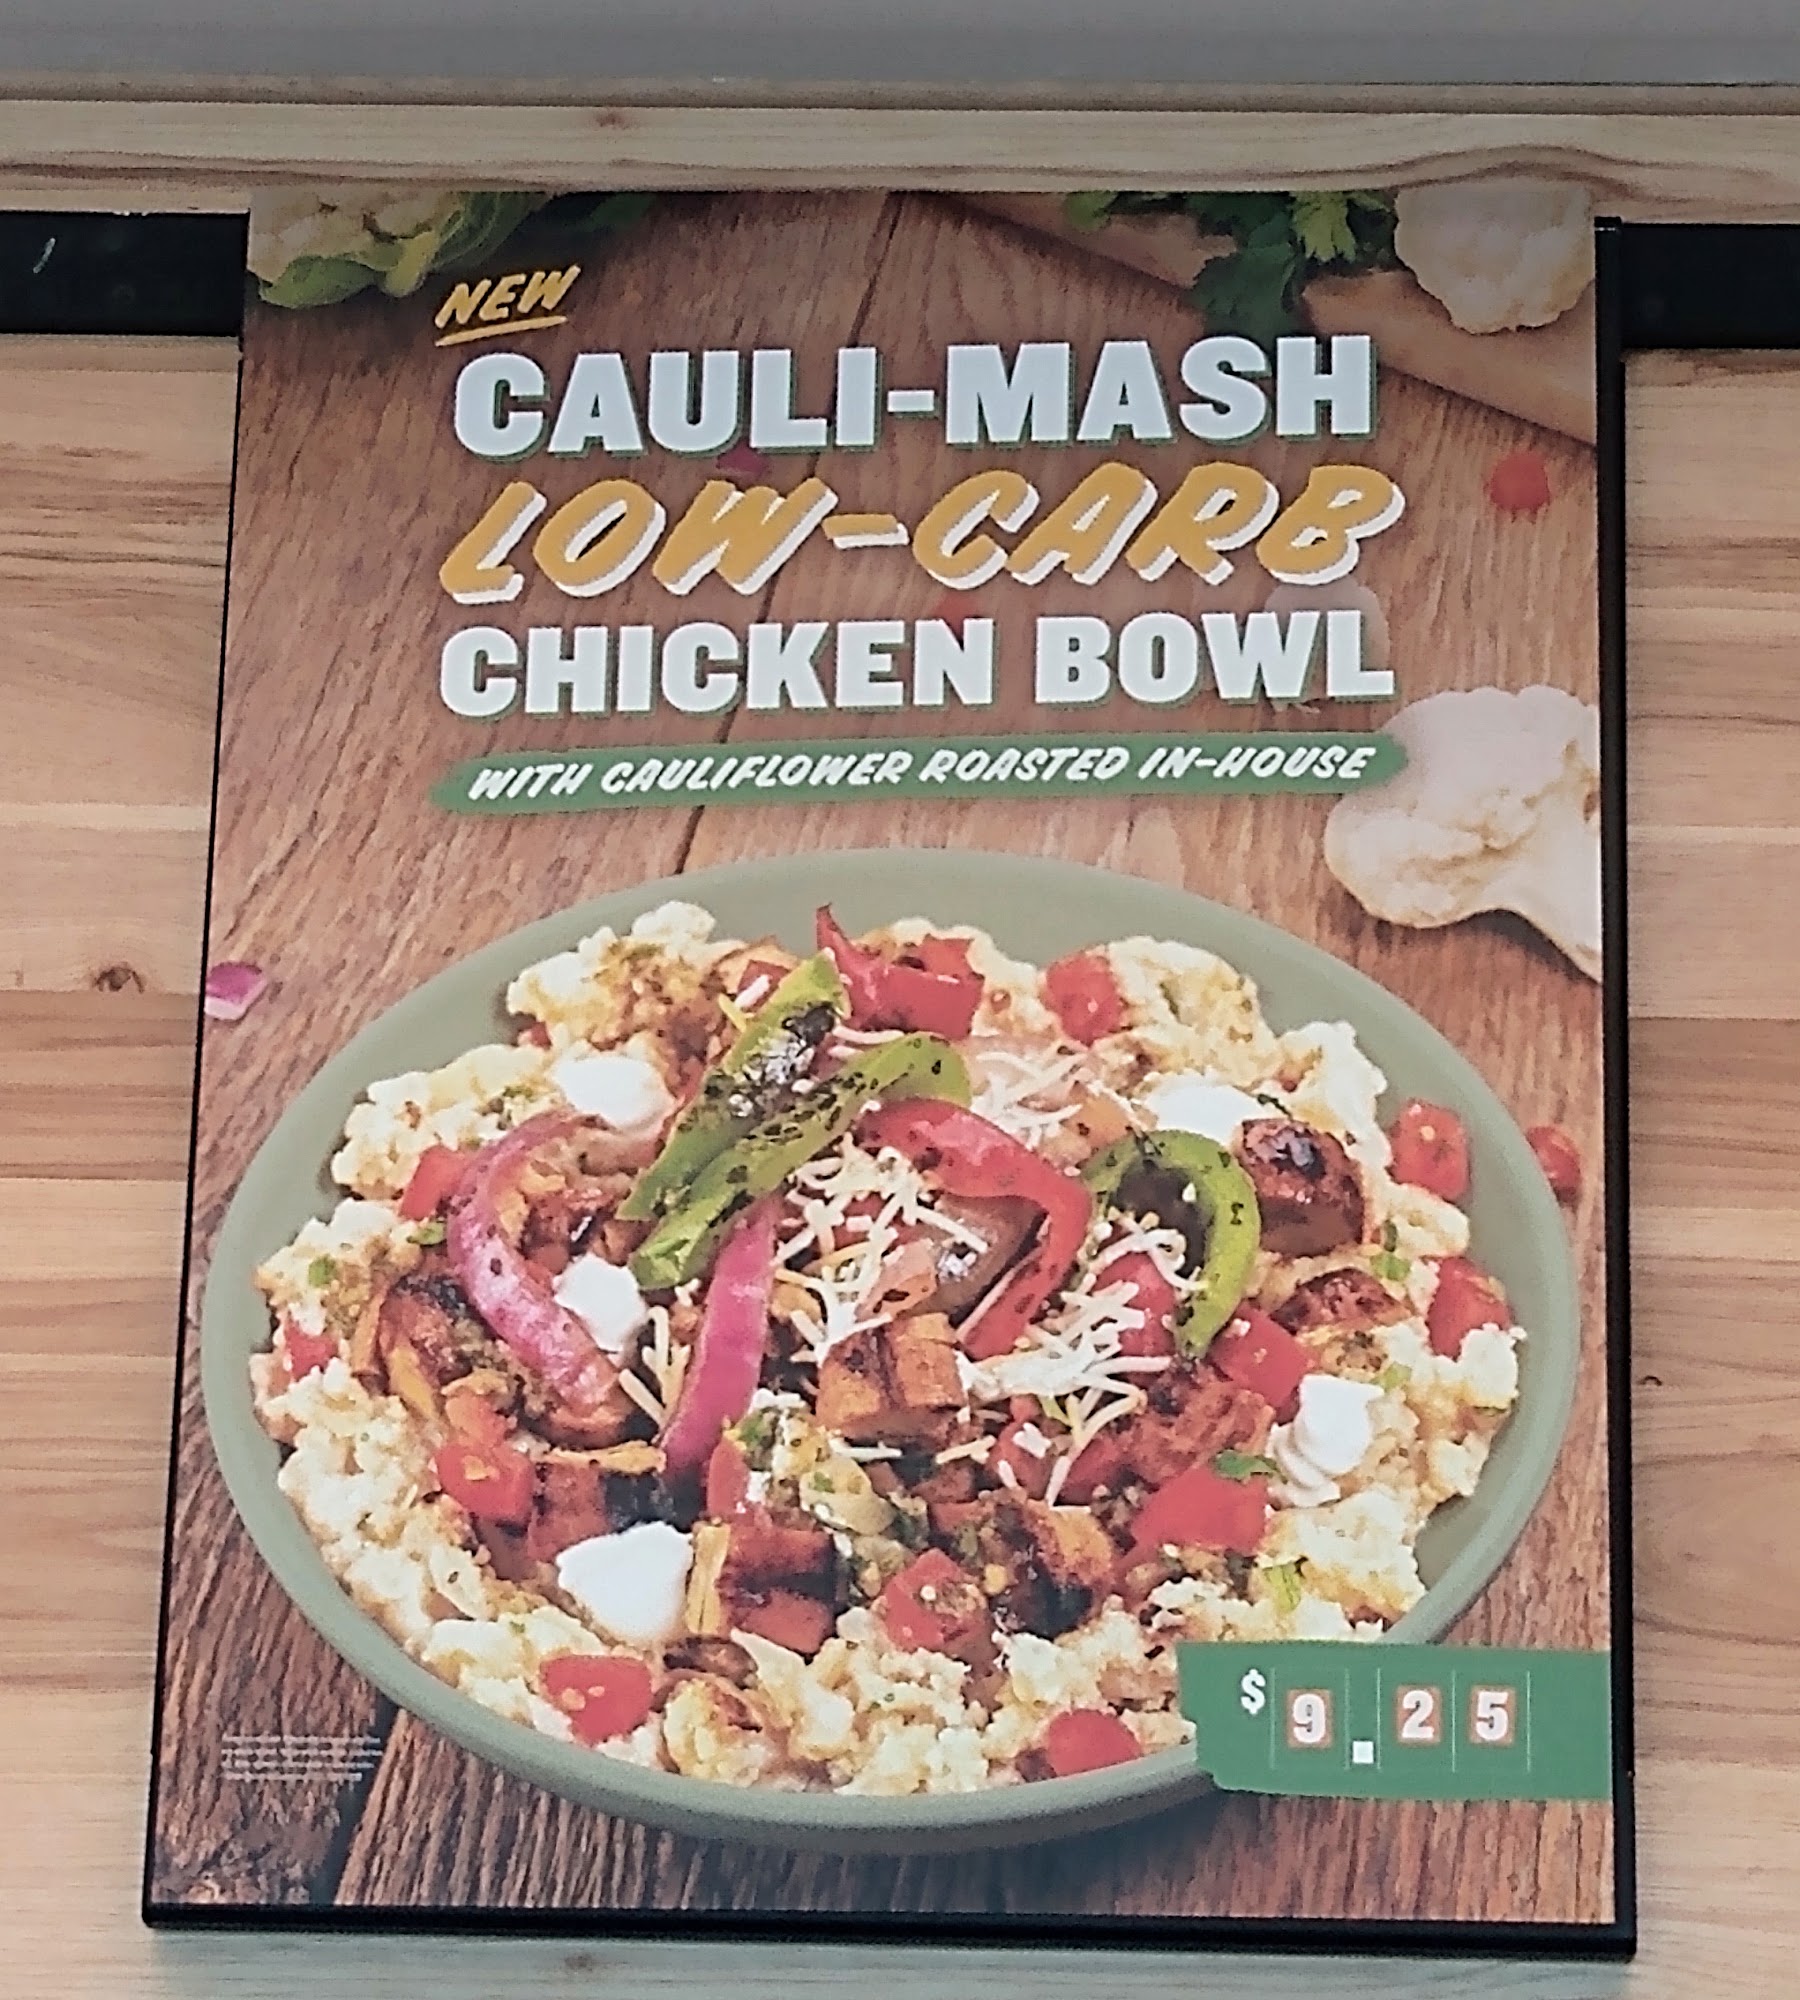 NEW
CAULI-MASH
LOW-CARB
CHICKEN BOWL
WITH CAULIFLOWER ROASTED IN-HOUSE
$9.25